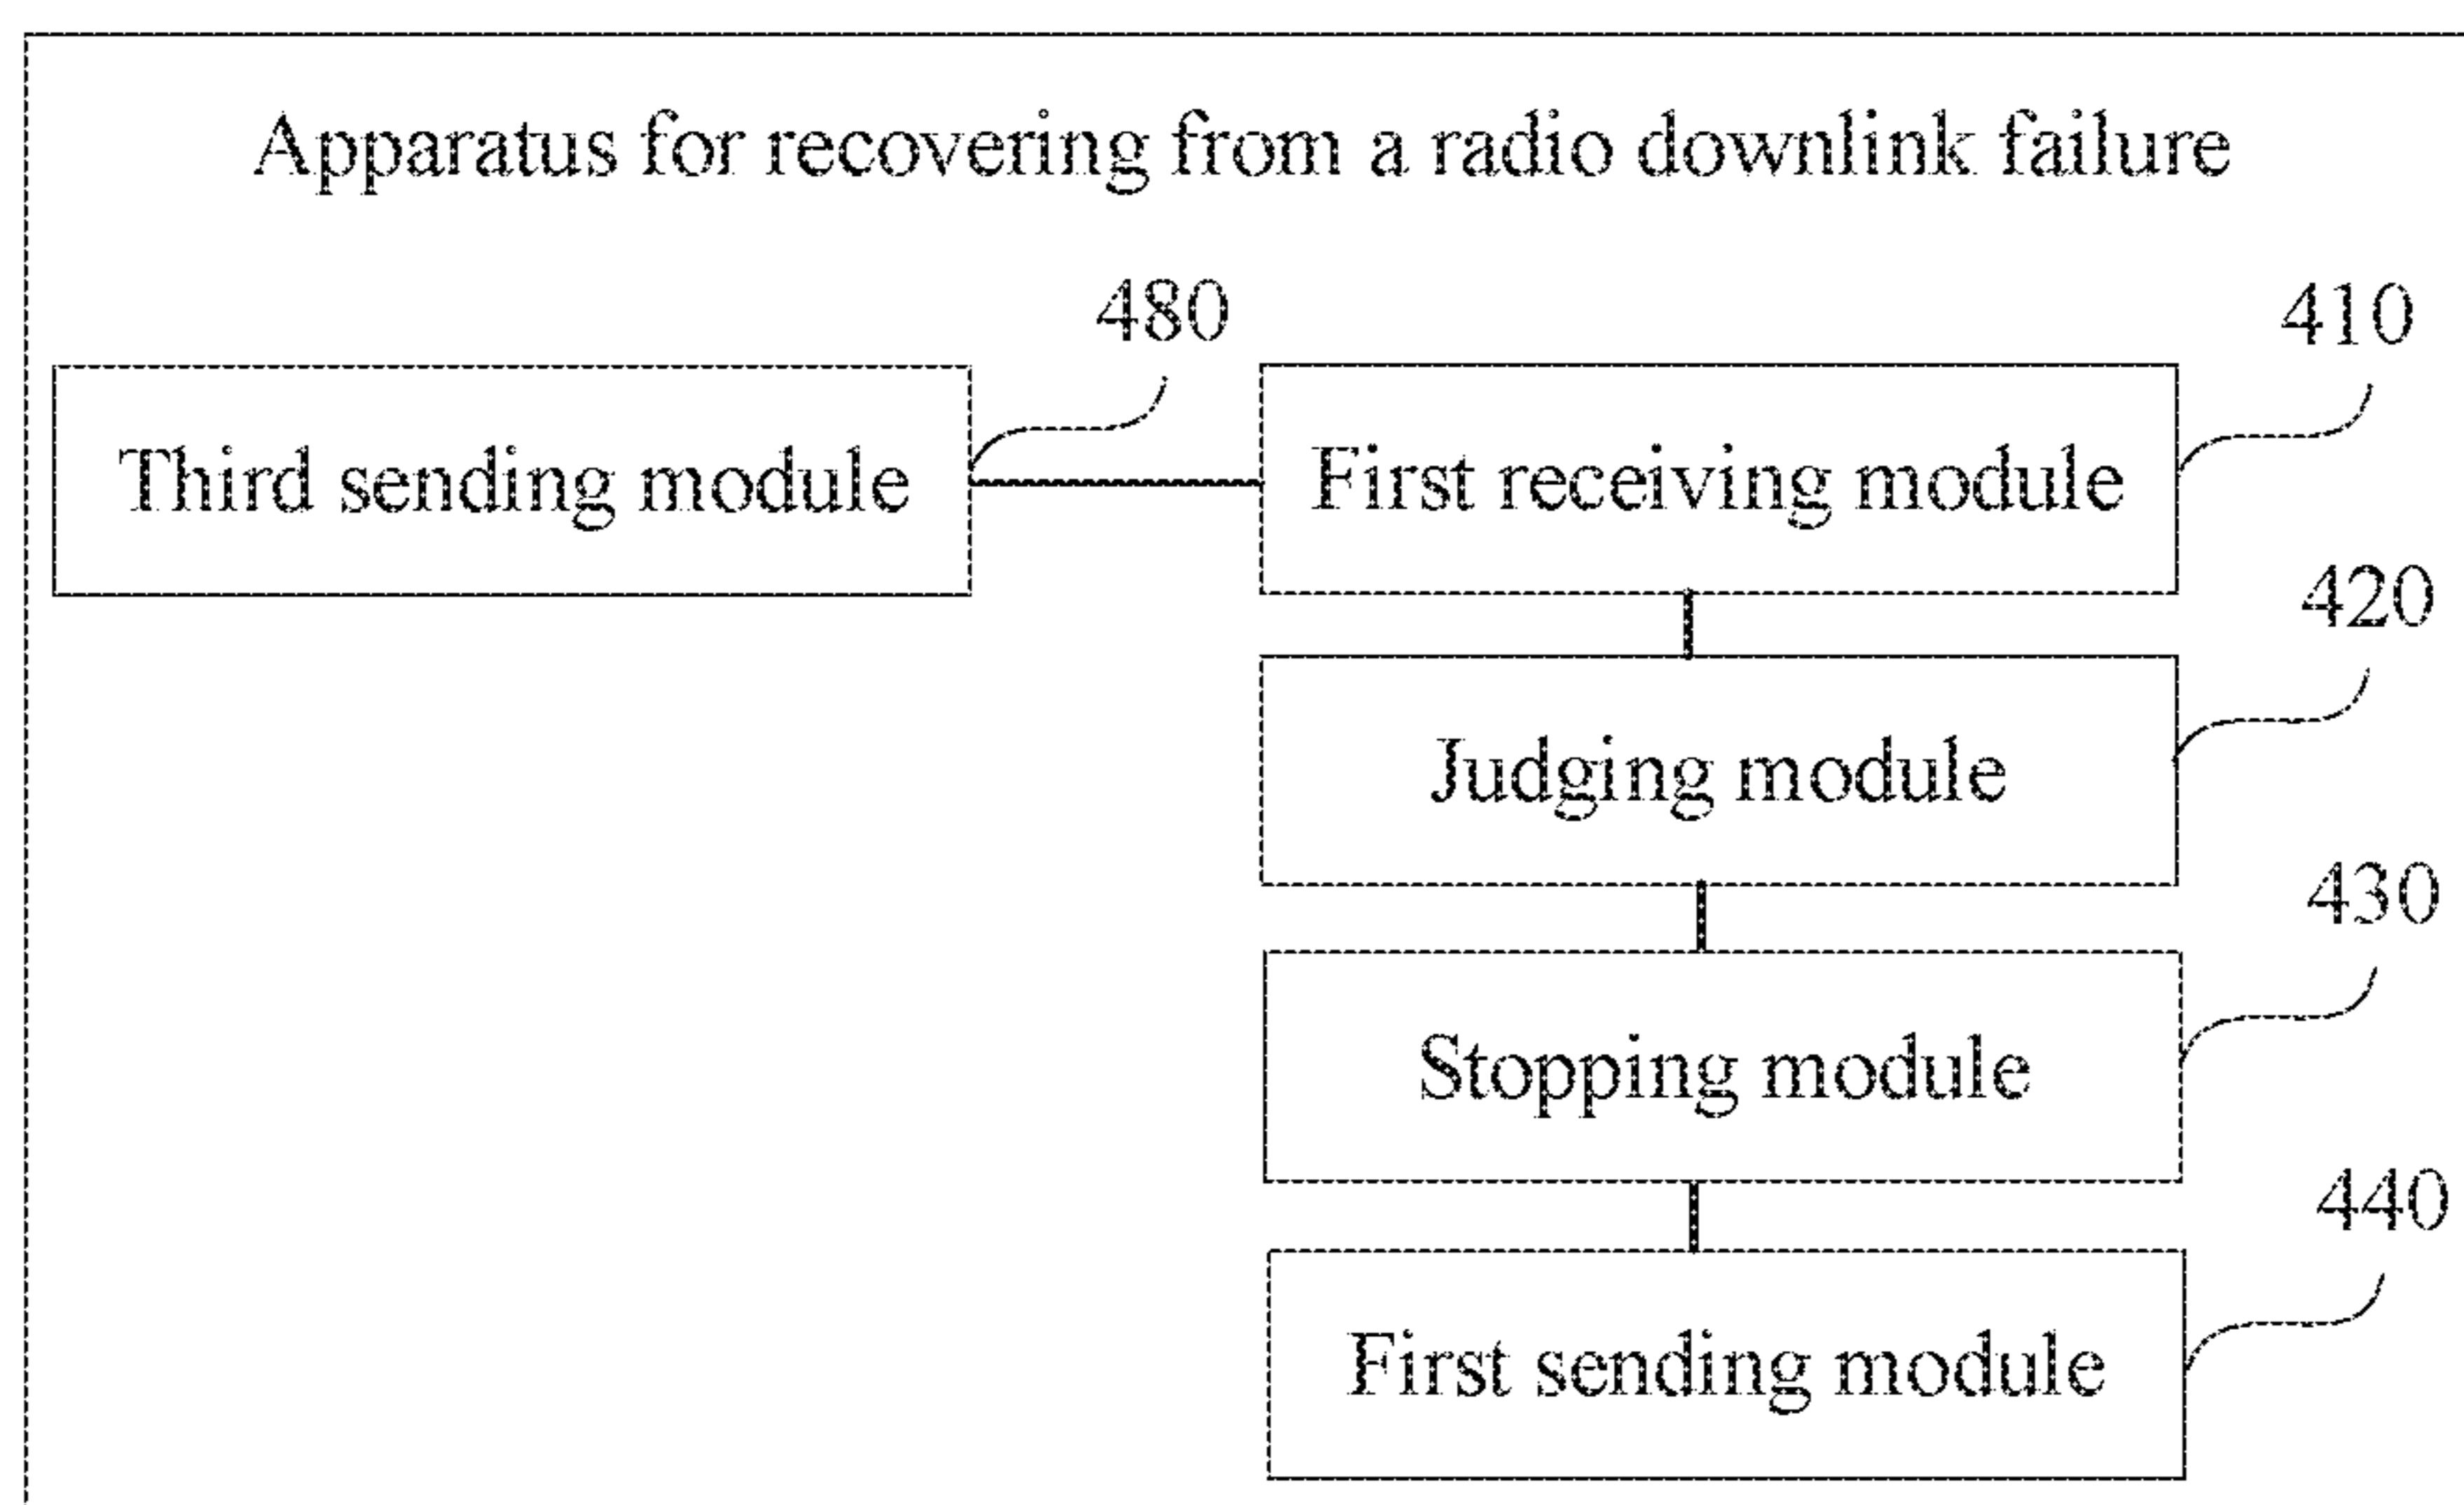 Apparatus for recovering from a radio downlink failure
480
410
Third sending module
First receiving module
420
Judging module
430
Stopping module
440
First sending module